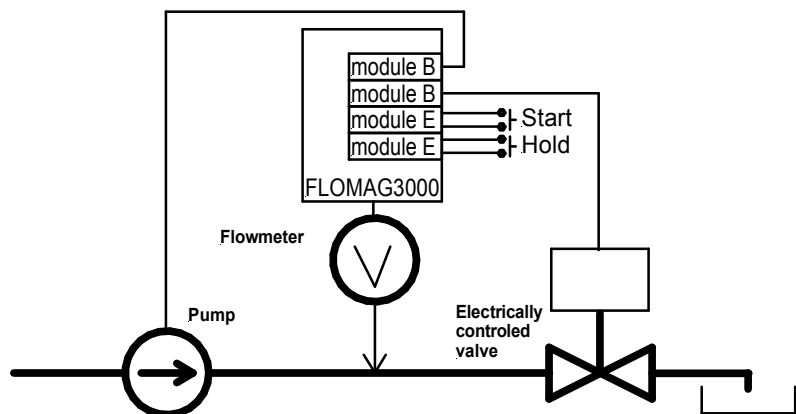 module B
module B
module E
Start
module E
Hold
FLOMAG3000
Flowmeter
Pump
Electrically
controled
valve